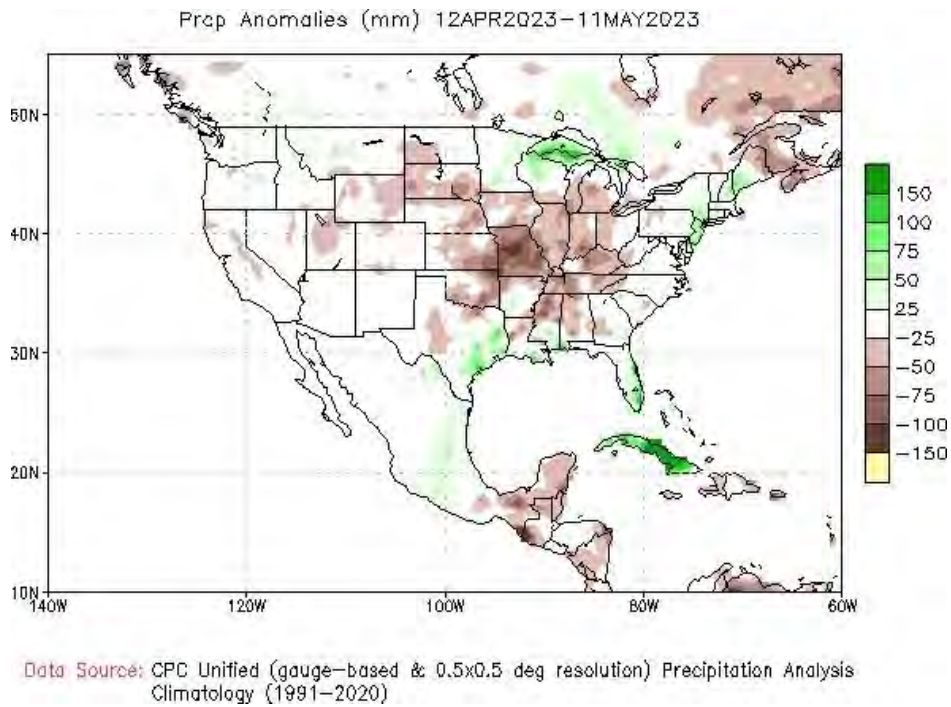 Prcp Anomalies (mm) 12APR2023–11MAY2023
50N
40N
30N
20N
10N
140W 120W 100W 80W 60W
150
100
75
50
25
−25
−50
−75
−100
−150
Data Source: CPC Unified (gauge−based & 0.5x0.5 deg resolution) Precipitation Analysis
Climatology (1991−2020)